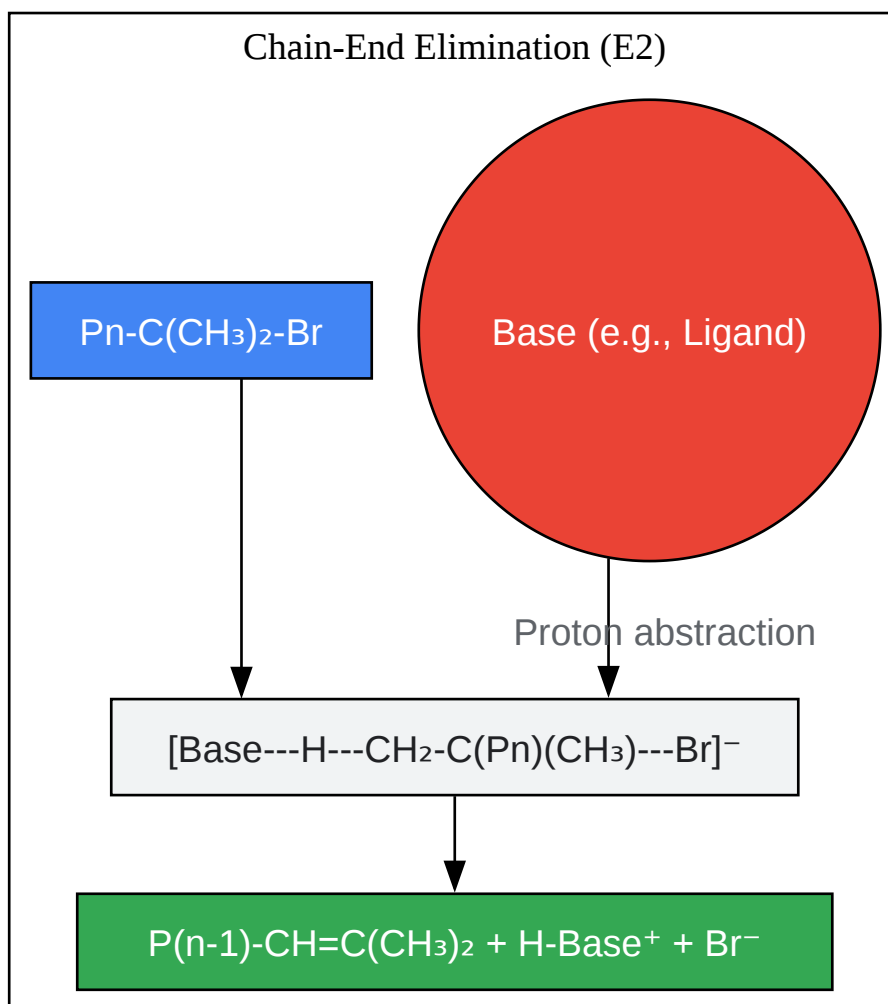 Chain-End Elimination (E2)
Pn-C(CH₃)₂-Br
Base (e.g., Ligand)
Proton abstraction
[Base---H---CH₂-C(Pn)(CH₃)---Br]⁻
P(n-1)-CH=C(CH₃)₂ + H-Base⁺ + Br⁻